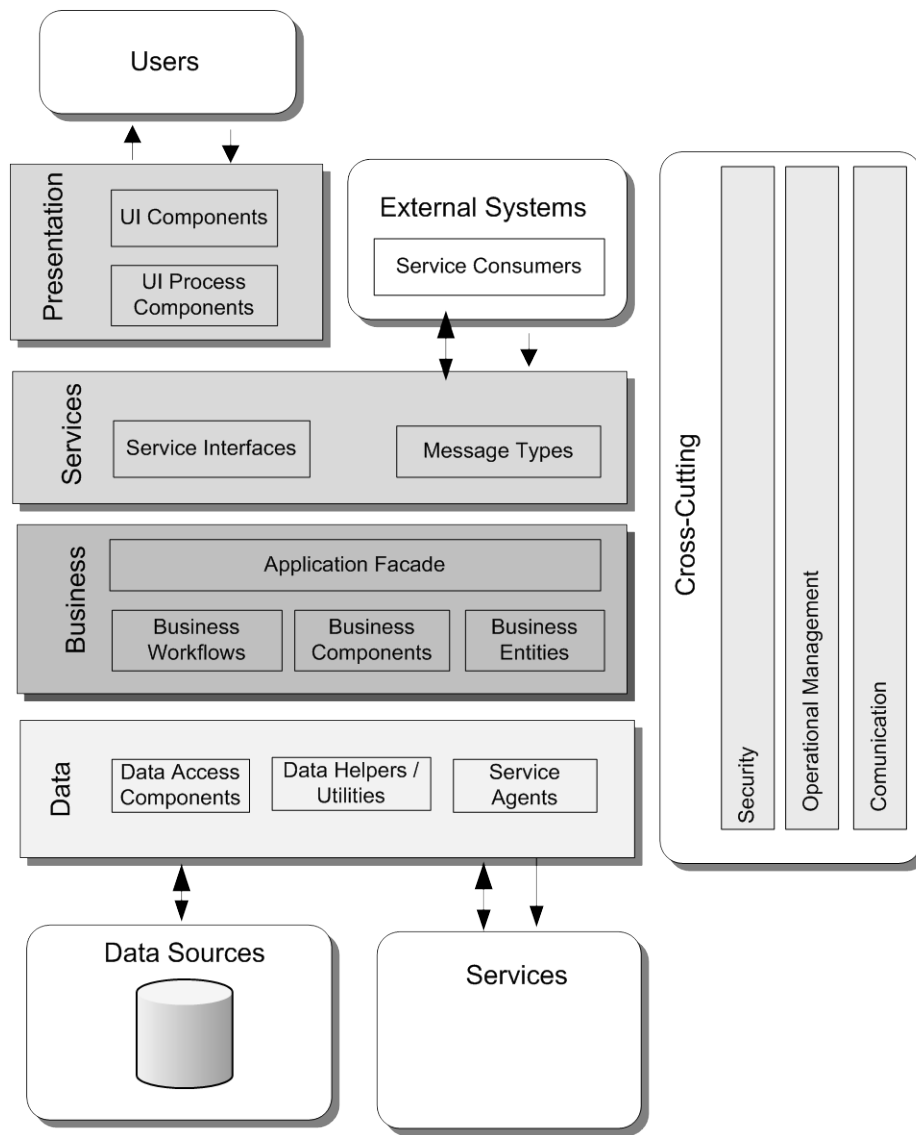 Users
Presentation
UI Components
UI Process
Components
External Systems
Service Consumers
Services
Service Interfaces
Message Types
Business
Application Facade
Business
Workflows
Business
Components
Business
Entities
Data
Data Access
Components
Data Helpers /
Utilities
Service
Agents
Data Sources
Services
Cross-Cutting
Security
Operational Management
Comunication